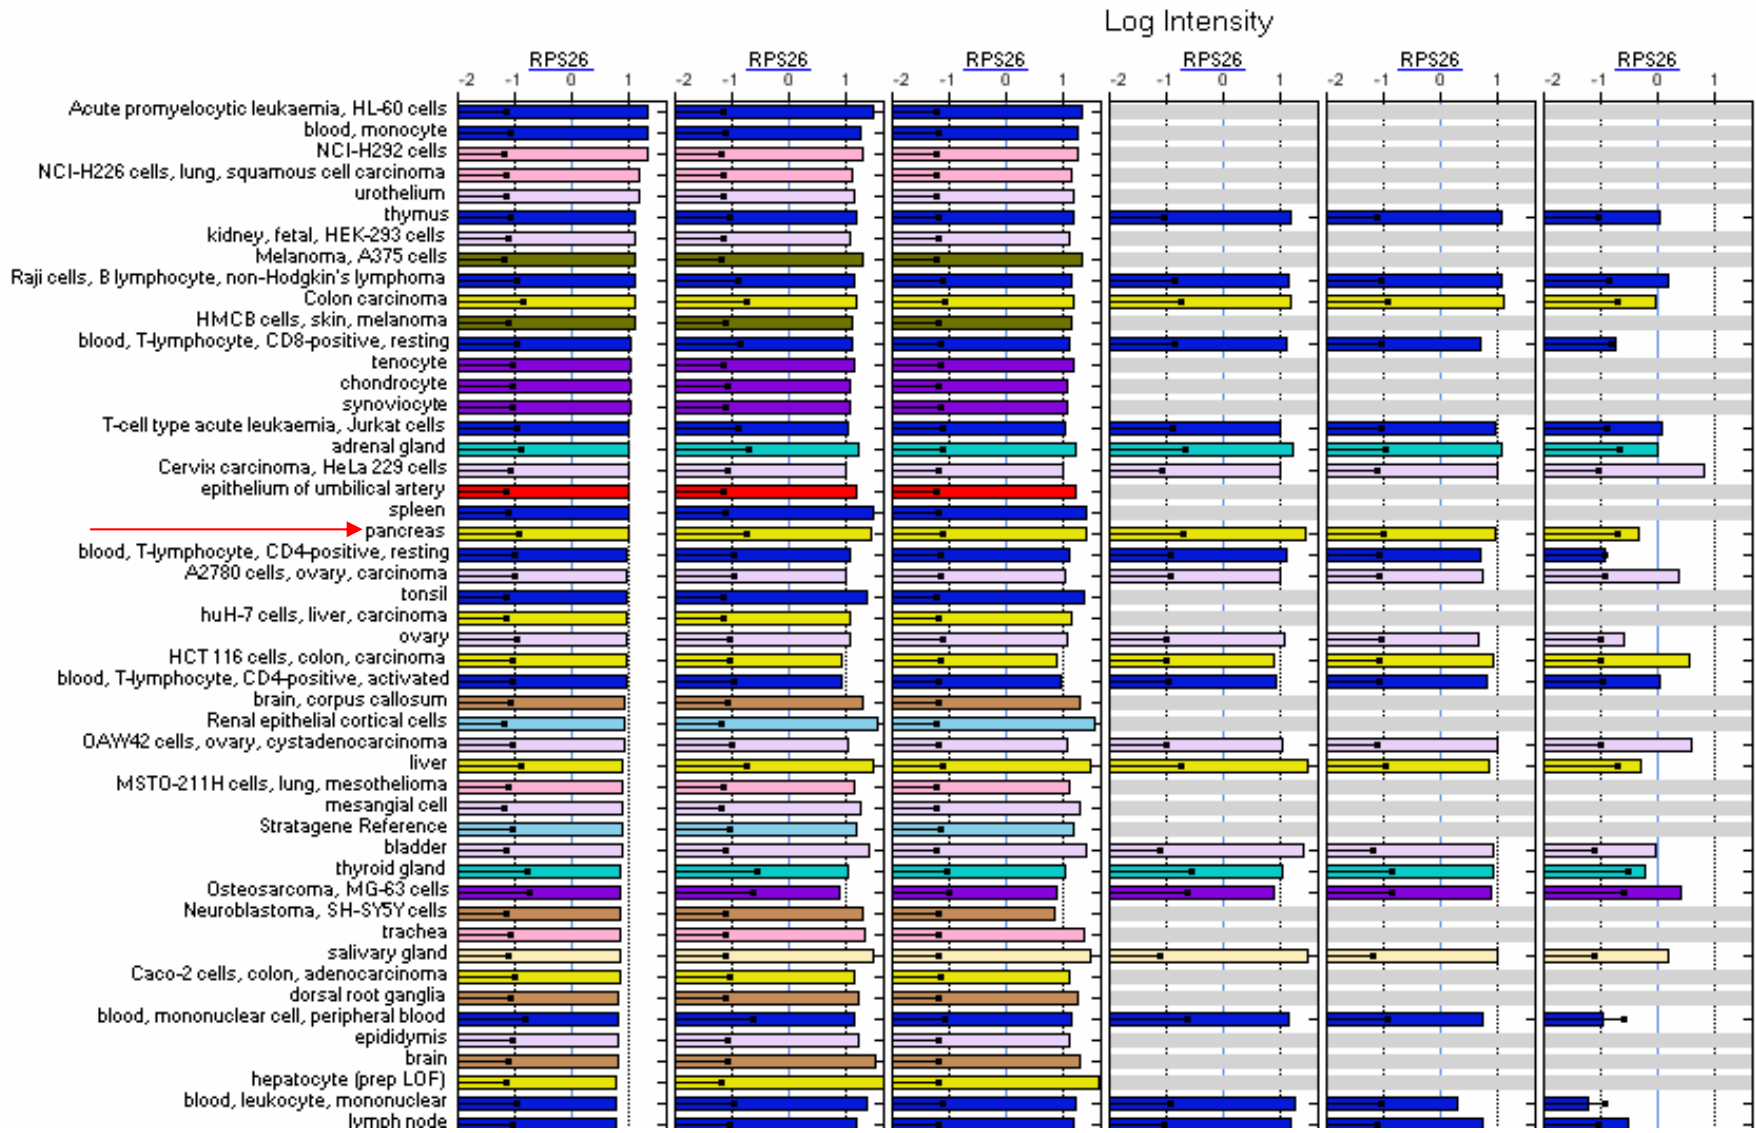 Log Intensity
RPS26 RPS26 RPS26 RPS26 RPS26 RPS26
-2 -1 0 1 -2 -1 0 1 -2 -1 0 1 -2 -1 0 1 -2 -1 0 1 -2 -1 0 1
Acute promyelocytic leukaemia, HL-60 cells
blood, monocyte
NCI-H292 cells
NCI-H226 cells, lung, squamous cell carcinoma
urothelium
thymus
kidney, fetal, HEK-293 cells
Melanoma, A375 cells
Raji cells, B lymphocyte, non-Hodgkin's lymphoma
Colon carcinoma
HMCB cells, skin, melanoma
blood, T-lymphocyte, CD8-positive, resting
tenocyte
chondrocyte
synoviocyte
T-cell type acute leukaemia, Jurkat cells
adrenal gland
Cervix carcinoma, HeLa 229 cells
epithelium of umbilical artery
spleen
pancreas
blood, T-lymphocyte, CD4-positive, resting
A2780 cells, ovary, carcinoma
tonsil
huH-7 cells, liver, carcinoma
ovary
HCT 116 cells, colon, carcinoma
blood, T-lymphocyte, CD4-positive, activated
brain, corpus callosum
Renal epithelial cortical cells
OAW42 cells, ovary, cystadenocarcinoma
liver
MSTO-211H cells, lung, mesothelioma
mesangial cell
Stratagene Reference
bladder
thyroid gland
Osteosarcoma, MG-63 cells
Neuroblastoma, SH-SY5Y cells
trachea
salivary gland
Caco-2 cells, colon, adenocarcinoma
dorsal root ganglia
blood, mononuclear cell, peripheral blood
epididymis
brain
hepatocyte (prep LOF)
blood, leukocyte, mononuclear
lymph node